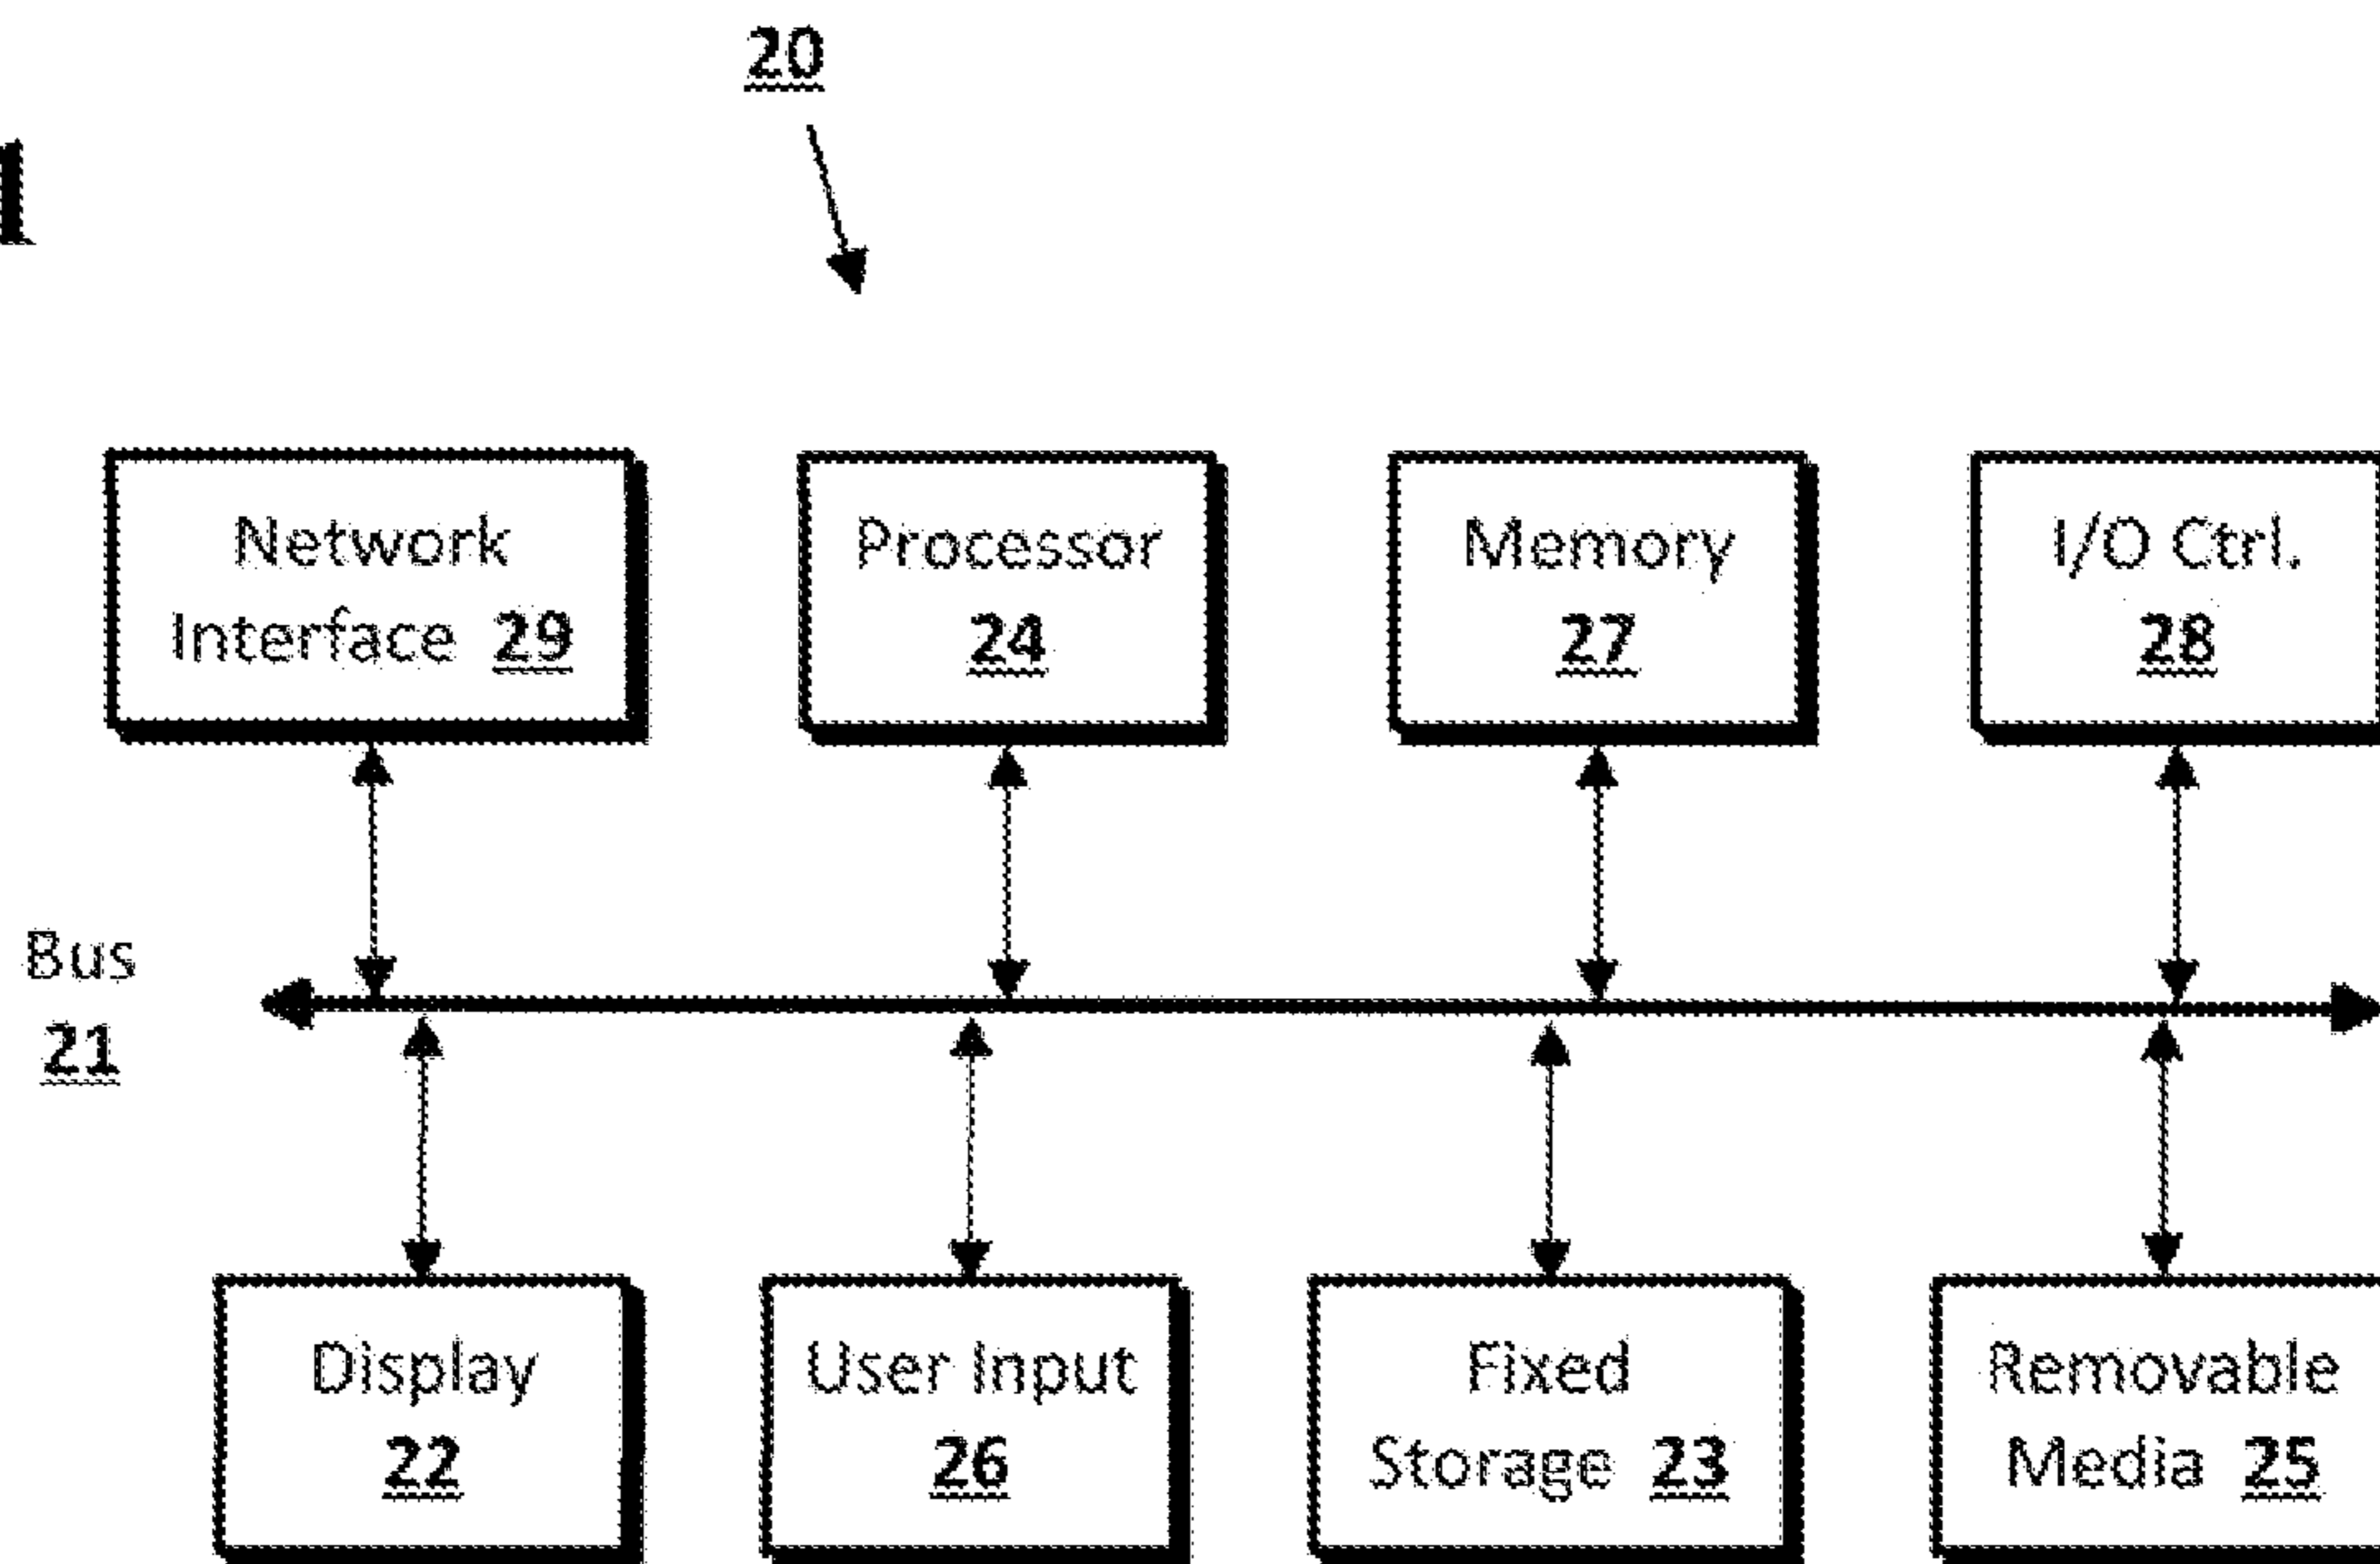 20
Network
Interface 29
Processor
24
Memory
27
I/O Ctrl.
28
Bus
21
Display
22
User Input
26
Fixed
Storage 23
Removable
Media 25